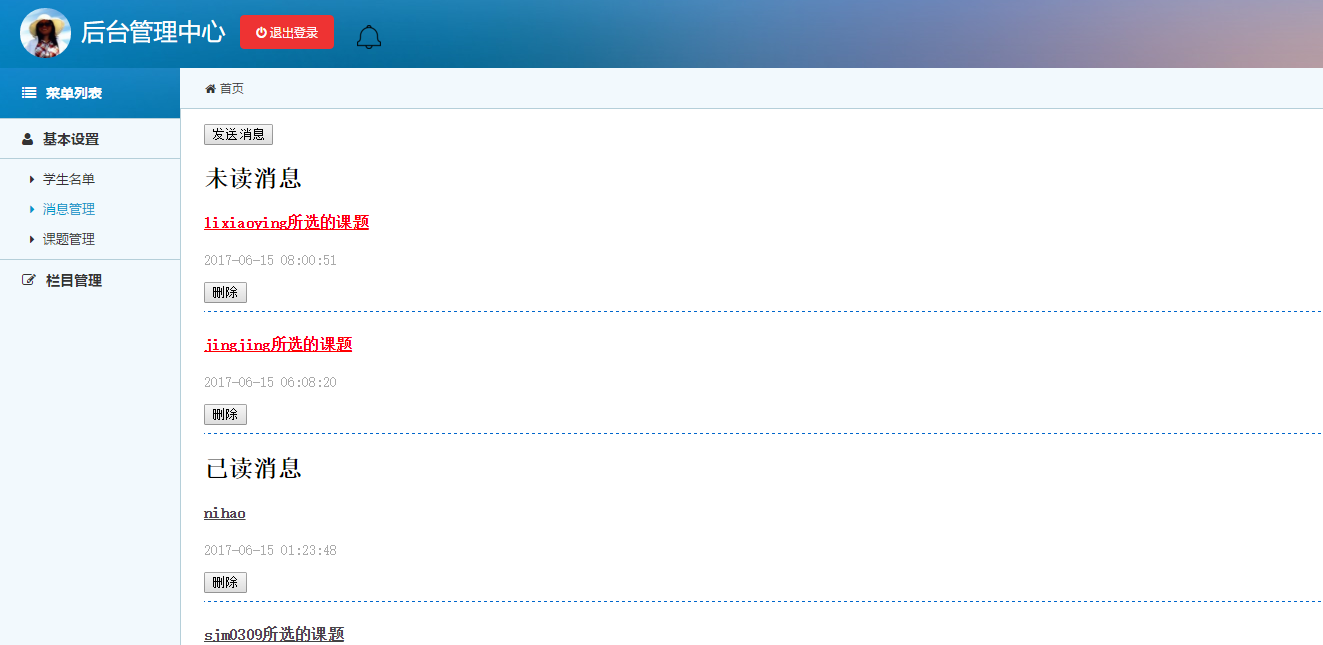 后台管理中心
退出登录
菜单列表
首页
基本设置
学生名单
消息管理
课题管理
栏目管理
发送消息
未读消息
lixiaoying所选的课题
2017-06-15 08:00:51
删除
jingjing所选的课题
2017-06-15 06:08:20
删除
已读消息
nihao
2017-06-15 01:23:48
删除
sjm0309所选的课题